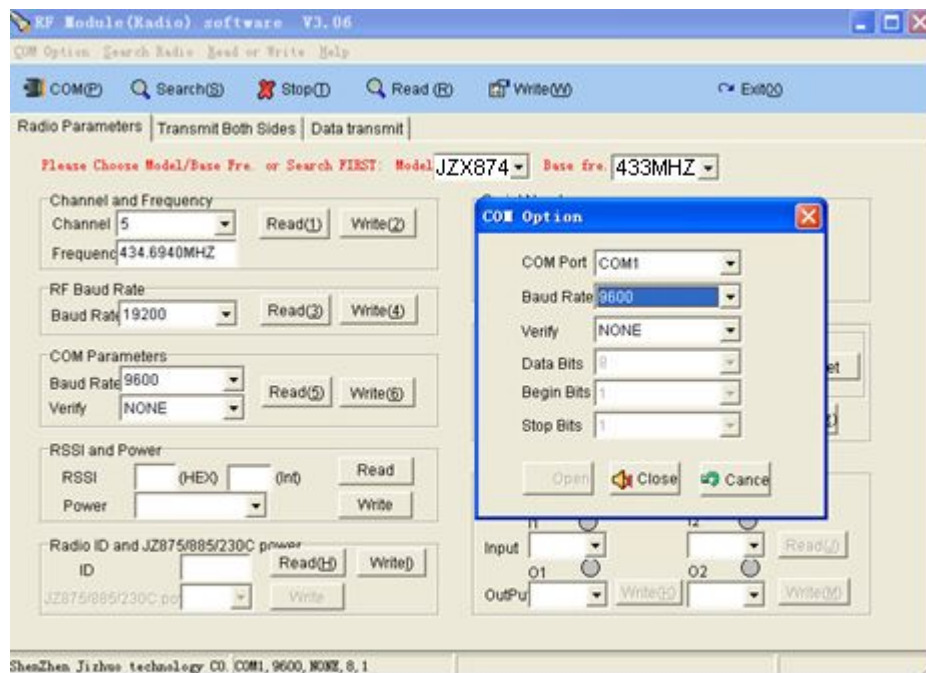 RF Module(Radio) software V3.06
COM Option Search Radio Read or Write Help
COM(P) Search(S) Stop(T) Read (R) Write(W) Exit(X)
Radio Parameters Transmit Both Sides Data transmit
Please Choose Model/Base Fre. or Search FIRST: Model JZX874 Base fre. 433MHZ
Channel and Frequency
Channel 5 Read(1) Write(2)
Frequenc 434.6940MHZ
RF Baud Rate
Baud Rate 19200 Read(3) Write(4)
COM Parameters
Baud Rate 9600 Read(5) Write(6)
Verify NONE
RSSI and Power
RSSI (HEX) (Int) Read
Power Write
Radio ID and JZ875/885/230C power
ID Read(H) Write(I)
JZ875/885/230C po Write
COM Option
COM Port COM1
Baud Rate 9600
Verify NONE
Data Bits 8
Begin Bits 1
Stop Bits 1
Open Close Cance
et
I1 I2
Input Read(J)
O1 O2
OutPu Write(K) Write(M)
ShenZhen Jizhuo technology CO. COM1, 9600, NONE, 8, 1